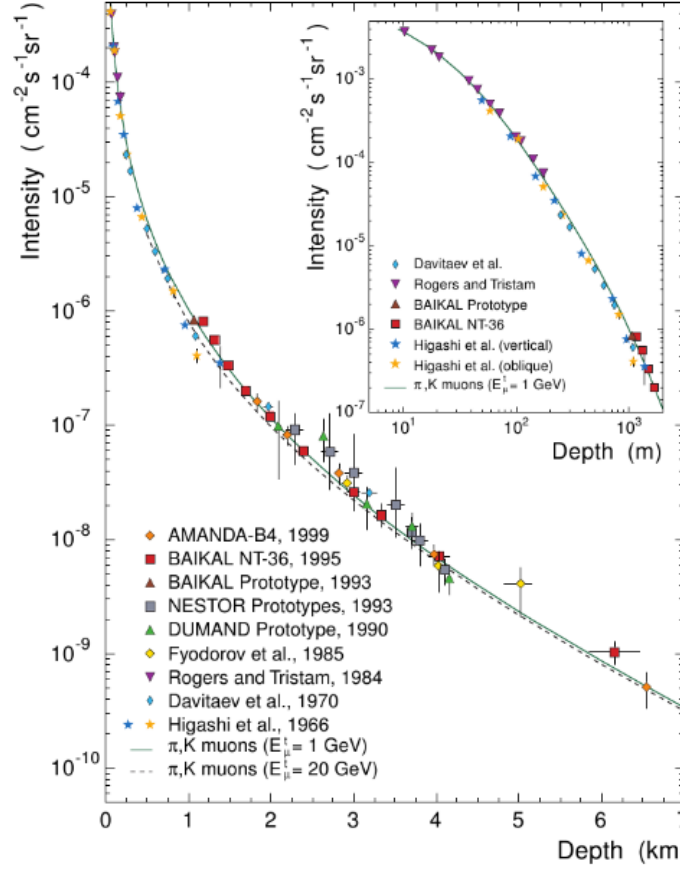 Intensity ( cm⁻²s⁻¹sr⁻¹)
10⁻⁴
10⁻⁵
10⁻⁶
10⁻⁷
10⁻⁸
10⁻⁹
10⁻¹⁰
0
1
2
3
4
5
6
7
Depth (km
AMANDA-B4, 1999
BAIKAL NT-36, 1995
BAIKAL Prototype, 1993
NESTOR Prototypes, 1993
DUMAND Prototype, 1990
Fyodorov et al., 1985
Rogers and Tristam, 1984
Davitaev et al., 1970
Higashi et al., 1966
π,K muons (Eᵗμ= 1 GeV)
π,K muons (Eᵗμ= 20 GeV)
Intensity ( cm⁻²s⁻¹sr⁻¹)
10⁻³
10⁻⁴
10⁻⁵
10⁻⁶
10⁻⁷
Davitaev et al.
Rogers and Tristam
BAIKAL Prototype
BAIKAL NT-36
Higashi et al. (vertical)
Higashi et al. (oblique)
π,K muons (Eᵗμ= 1 GeV)
10¹
10²
10³
Depth (m)